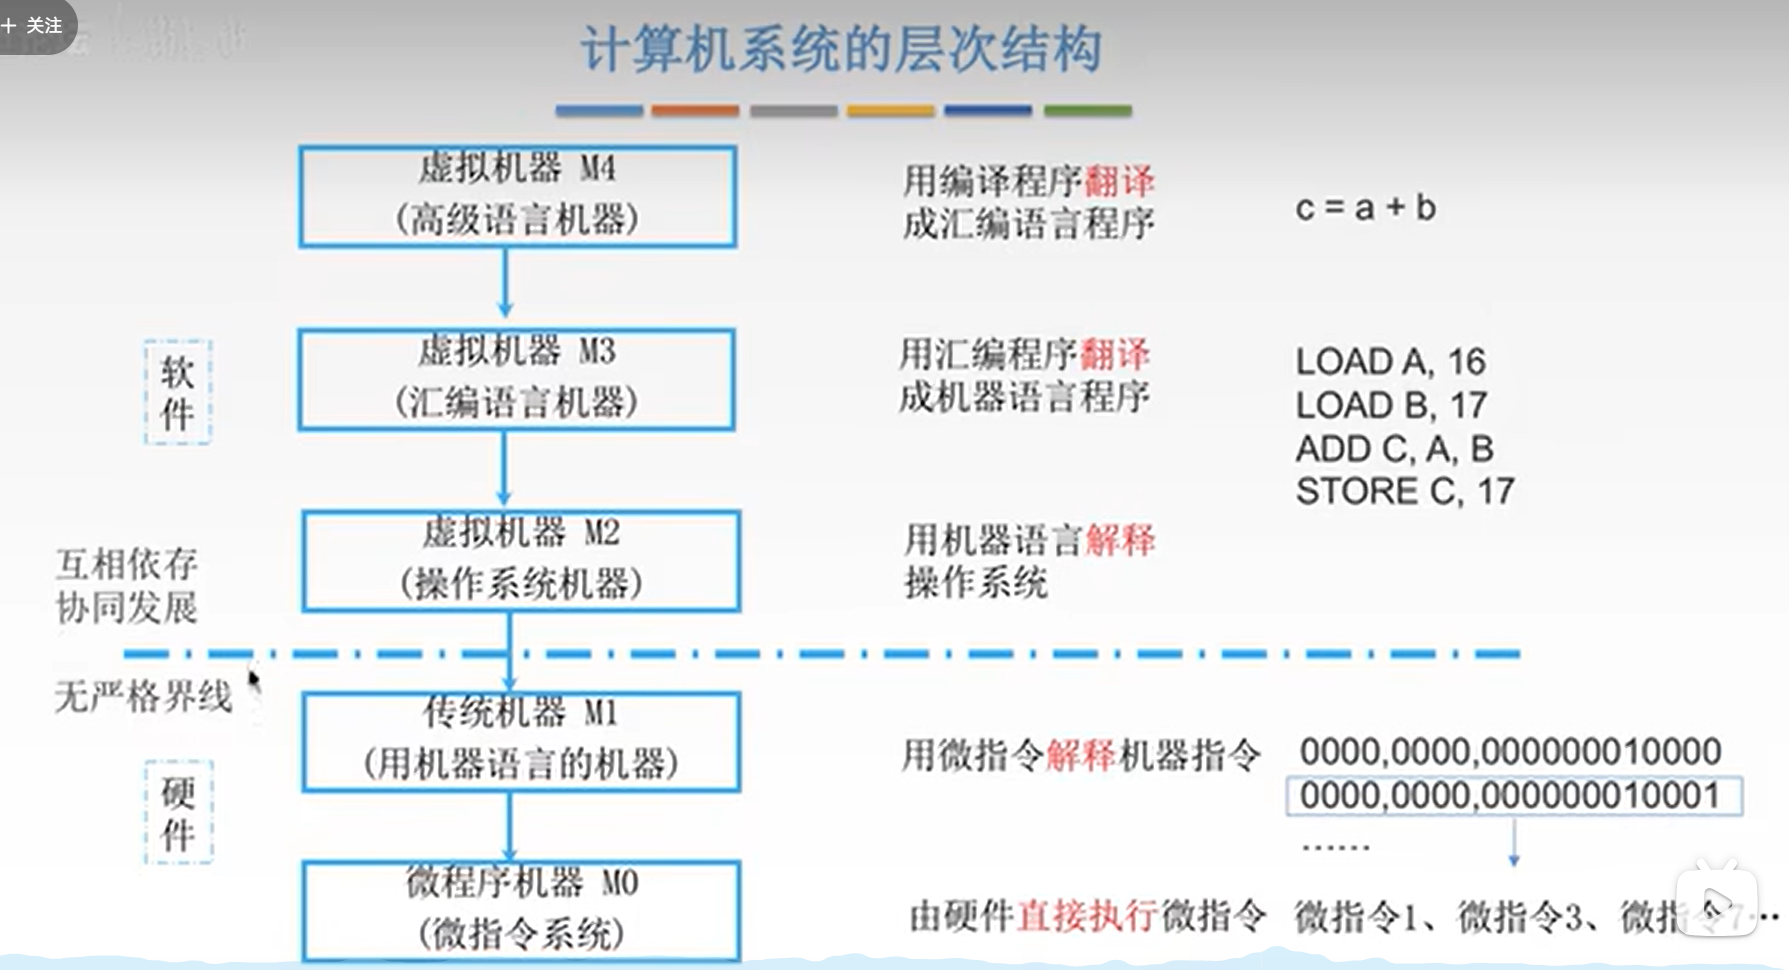 + 关注
计算机系统的层次结构
虚拟机器 M4
(高级语言机器)
用编译程序翻译
成汇编语言程序
c = a + b
软
件
虚拟机器 M3
(汇编语言机器)
用汇编程序翻译
成机器语言程序
LOAD A, 16
LOAD B, 17
ADD C, A, B
STORE C, 17
互相依存
协同发展
虚拟机器 M2
(操作系统机器)
用机器语言解释
操作系统
无严格界线
硬
件
传统机器 M1
(用机器语言的机器)
用微指令解释机器指令
0000,0000,000000010000
0000,0000,000000010001
……
微程序机器 M0
(微指令系统)
由硬件直接执行微指令
微指令1、微指令3、微指令7…